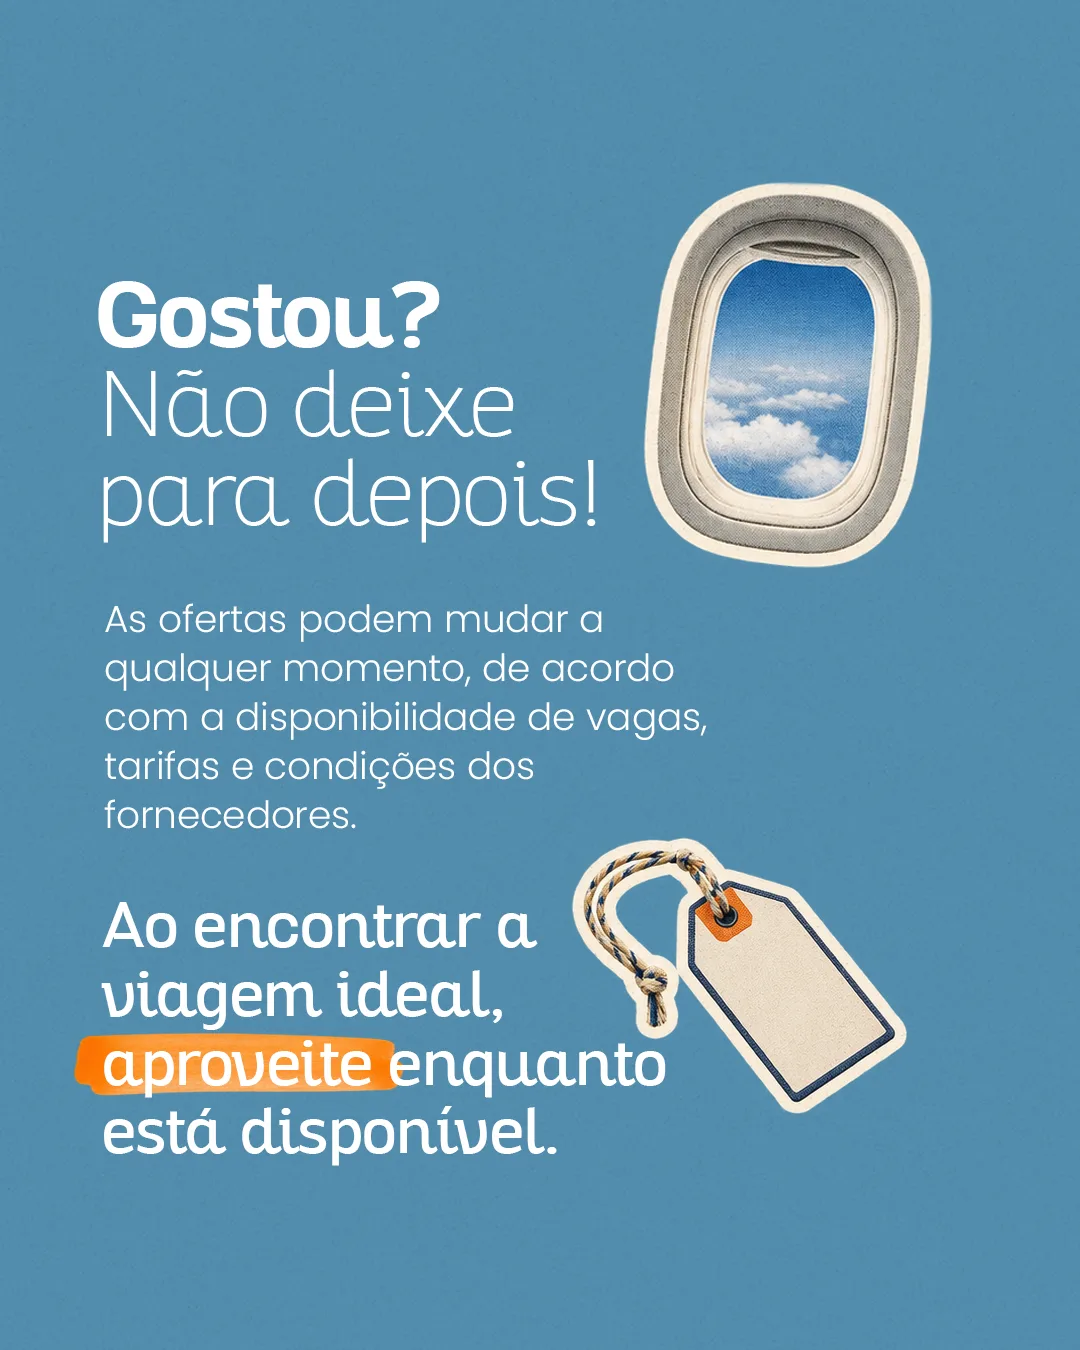 Gostou?
Não deixe
para depois!
As ofertas podem mudar a
qualquer momento, de acordo
com a disponibilidade de vagas,
tarifas e condições dos
fornecedores.
Ao encontrar a
viagem ideal,
aproveite enquanto
está disponível.